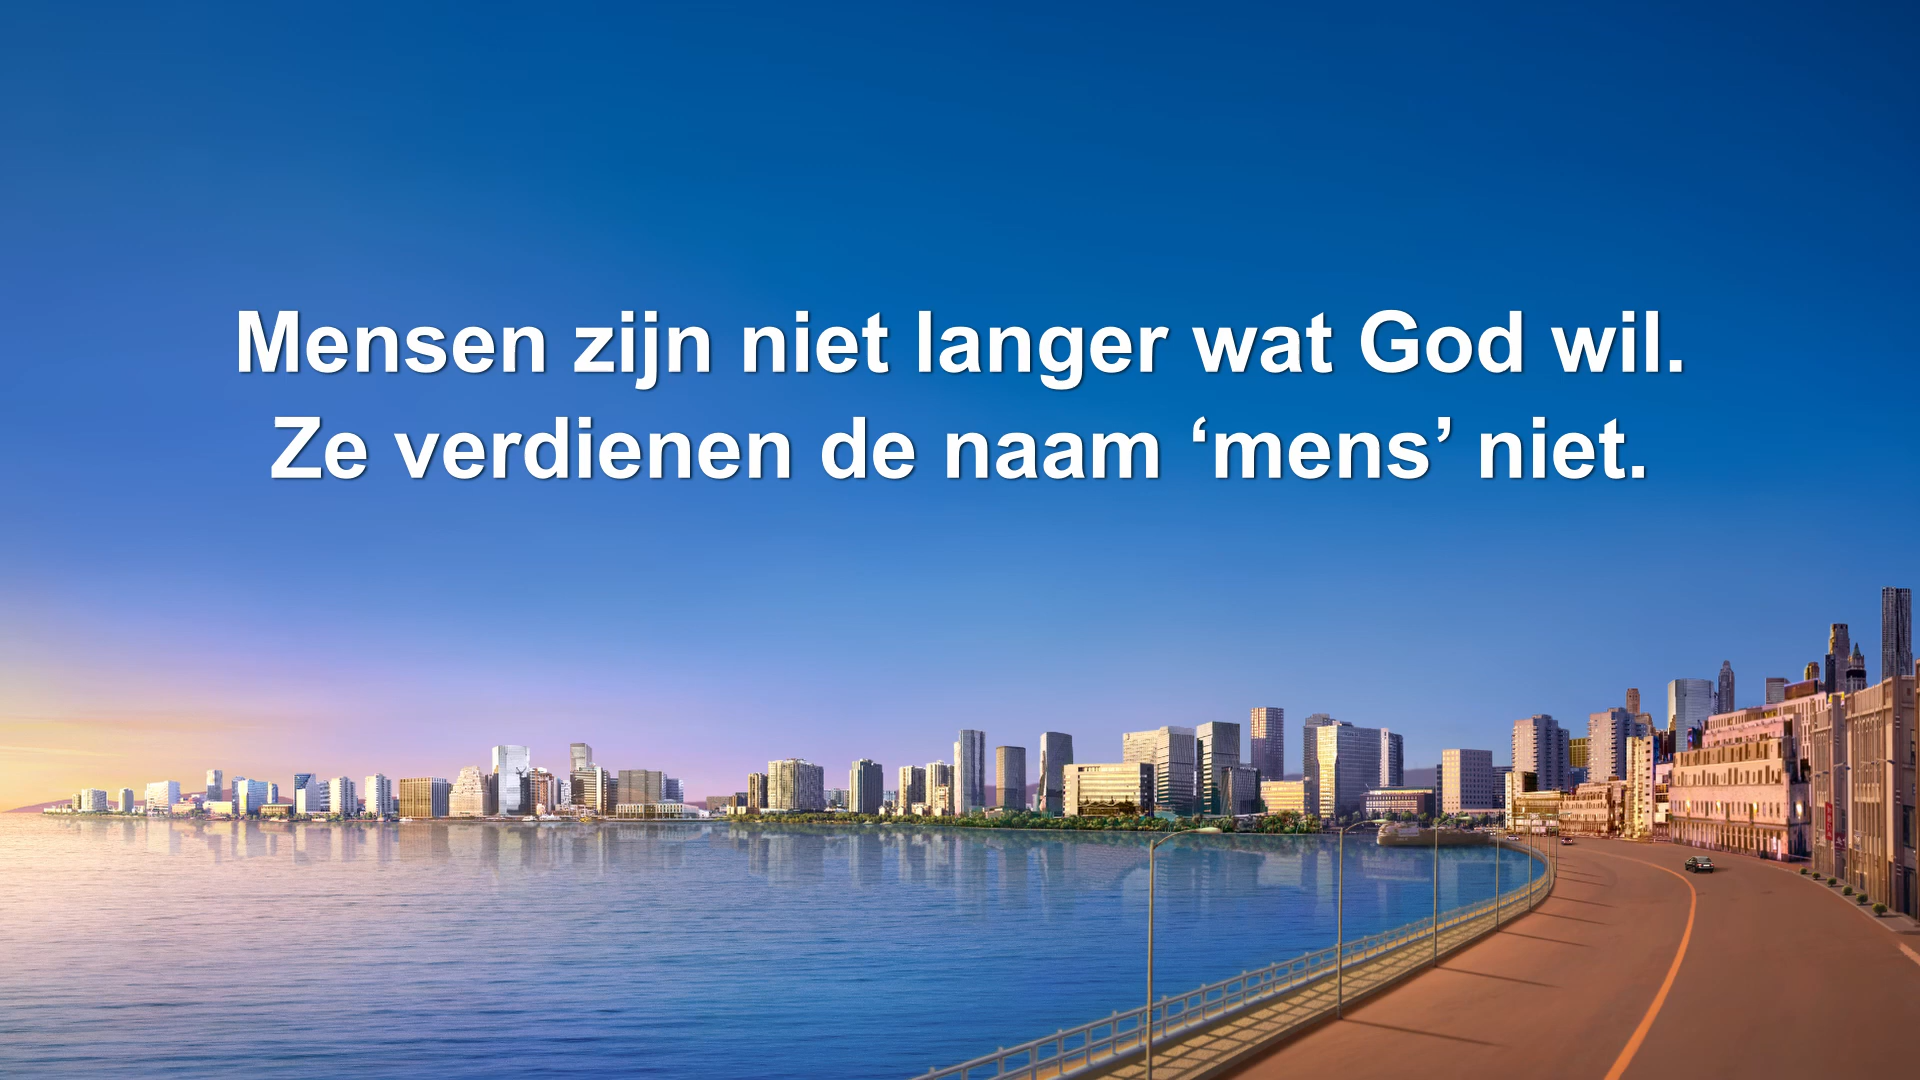 Mensen zijn niet langer wat God wil.
Ze verdienen de naam ‘mens’ niet.